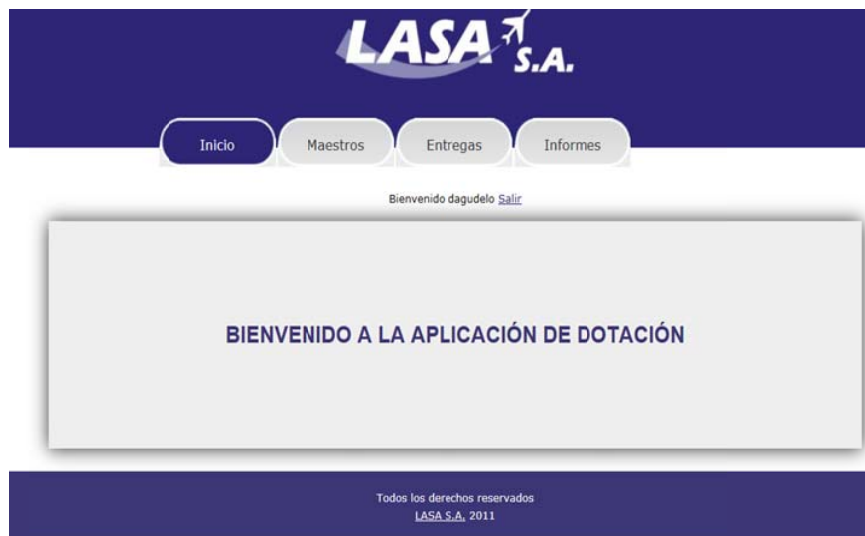 LASA S.A.
Inicio Maestros Entregas Informes
Bienvenido dagudelo Salir
BIENVENIDO A LA APLICACIÓN DE DOTACIÓN
Todos los derechos reservados
LASA S.A. 2011